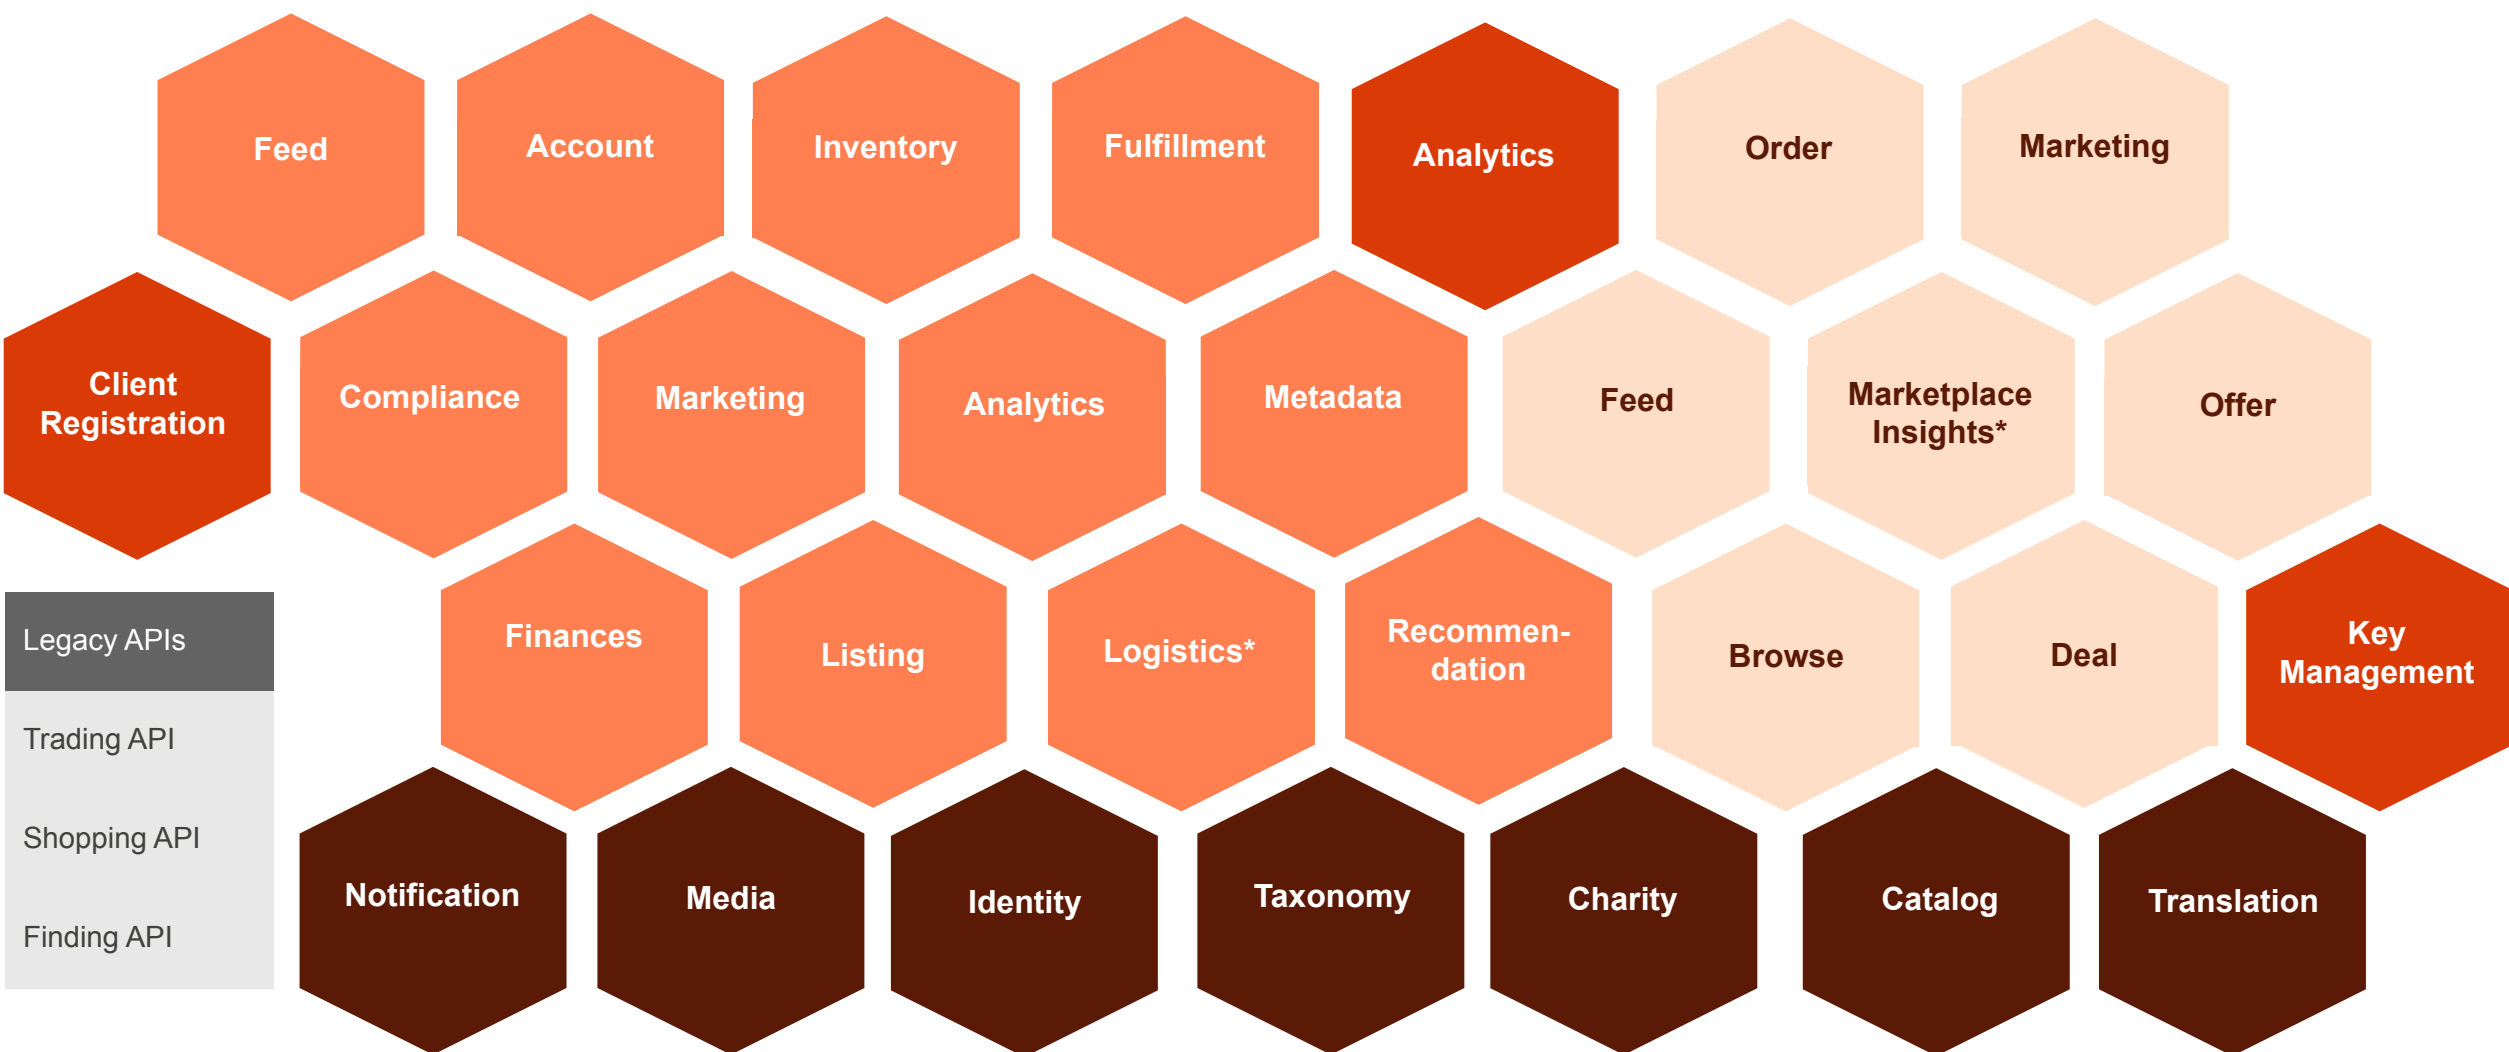 Feed
Account
Inventory
Fulfillment
Analytics
Order
Marketing
Client
Registration
Compliance
Marketing
Analytics
Metadata
Feed
Marketplace
Insights*
Offer
Finances
Listing
Logistics*
Recommen-
dation
Browse
Deal
Key
Management
Legacy APIs
Trading API
Shopping API
Finding API
Notification
Media
Identity
Taxonomy
Charity
Catalog
Translation